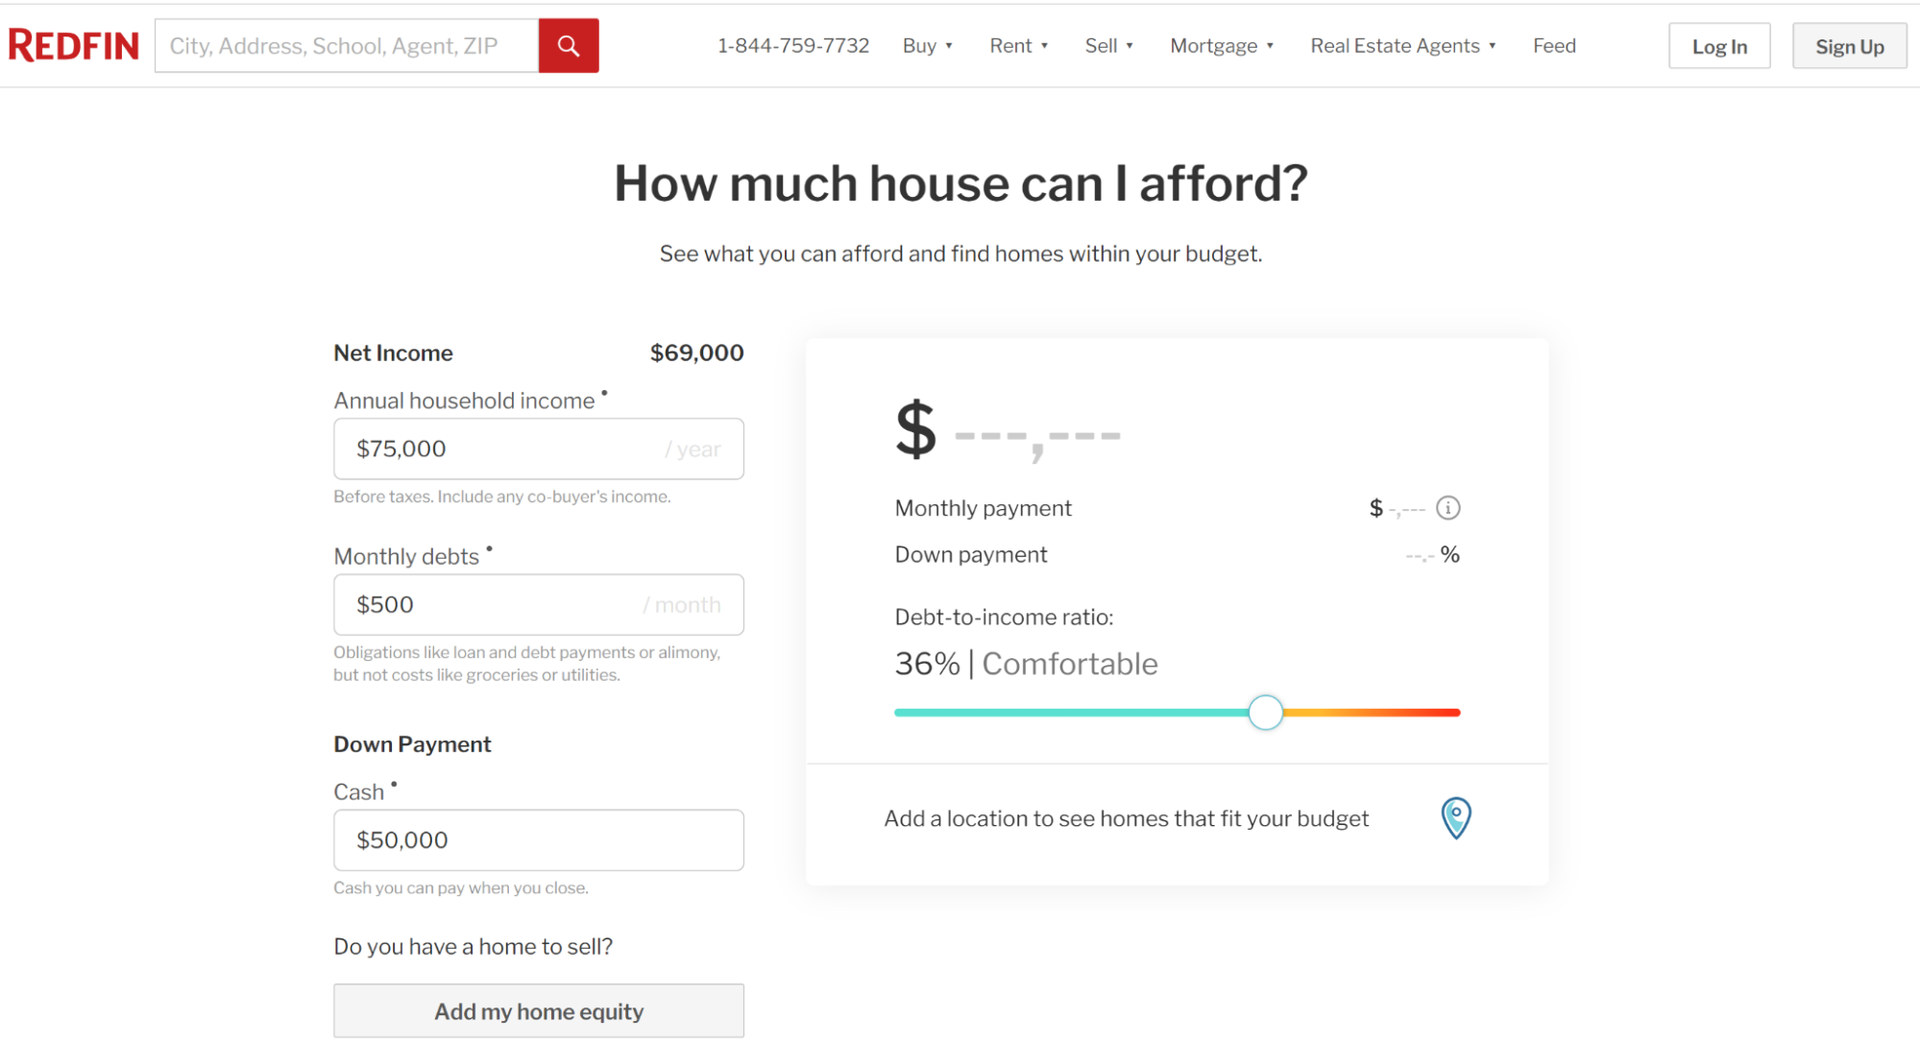 REDFIN
City, Address, School, Agent, ZIP
1-844-759-7732
Buy
Rent
Sell
Mortgage
Real Estate Agents
Feed
Log In
Sign Up
How much house can I afford?
See what you can afford and find homes within your budget.
Net Income $69,000
Annual household income •
$75,000 / year
Before taxes. Include any co-buyer's income.
Monthly debts •
$500 / month
Obligations like loan and debt payments or alimony,
but not costs like groceries or utilities.
Down Payment
Cash •
$50,000
Cash you can pay when you close.
Do you have a home to sell?
Add my home equity
$ ---,---
Monthly payment $ -,---
Down payment --.- %
Debt-to-income ratio:
36% | Comfortable
Add a location to see homes that fit your budget